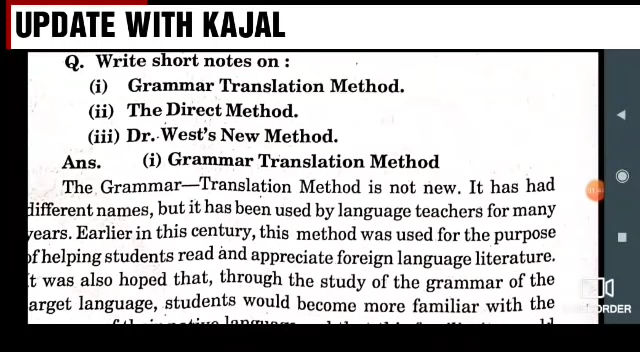 UPDATE WITH KAJAL
Q. Write short notes on :
(i) Grammar Translation Method.
(ii) The Direct Method.
(iii) Dr. West's New Method.
Ans. (i) Grammar Translation Method
The Grammar—Translation Method is not new. It has had
different names, but it has been used by language teachers for many
years. Earlier in this century, this method was used for the purpose
of helping students read and appreciate foreign language literature.
It was also hoped that, through the study of the grammar of the
target language, students would become more familiar with the
ORDER